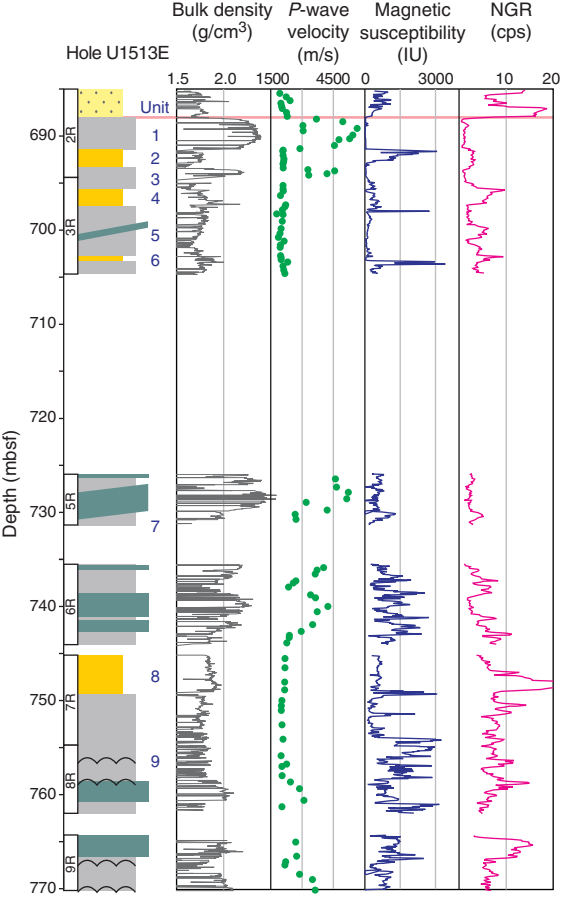 Bulk density P-wave Magnetic NGR
(g/cm3) velocity susceptibility (cps)
Hole U1513E (m/s) (IU)
1.5 2.0 1500 4500 0 3000 10 20
Unit
690 2R 1
2
3
4
700 3R 5
6
710
720
Depth (mbsf)
730 5R 7
740 6R
8
750 7R
9
760 8R
9R
770